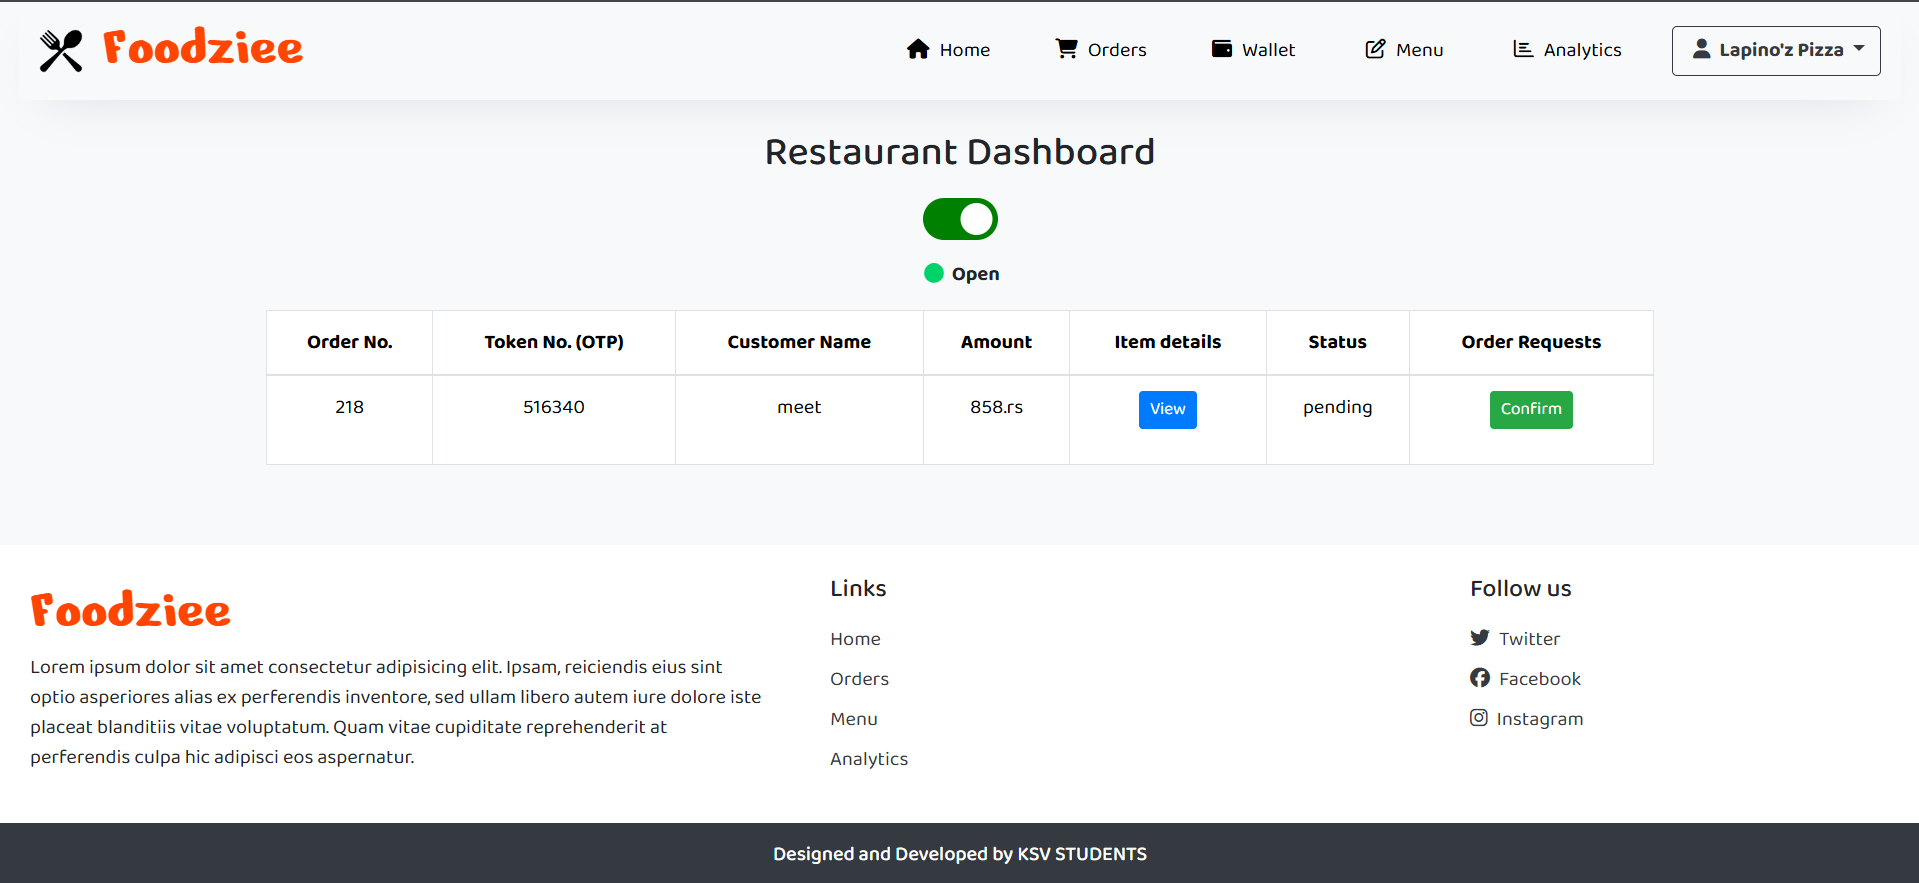 Foodziee
Home Orders Wallet Menu Analytics Lapino'z Pizza
Restaurant Dashboard
Open
Order No. Token No. (OTP) Customer Name Amount Item details Status Order Requests
218 516340 meet 858.rs View pending Confirm
Foodziee
Lorem ipsum dolor sit amet consectetur adipisicing elit. Ipsam, reiciendis eius sint
optio asperiores alias ex perferendis inventore, sed ullam libero autem iure dolore iste
placeat blanditiis vitae voluptatum. Quam vitae cupiditate reprehenderit at
perferendis culpa hic adipisci eos aspernatur.
Links
Home
Orders
Menu
Analytics
Follow us
Twitter
Facebook
Instagram
Designed and Developed by KSV STUDENTS